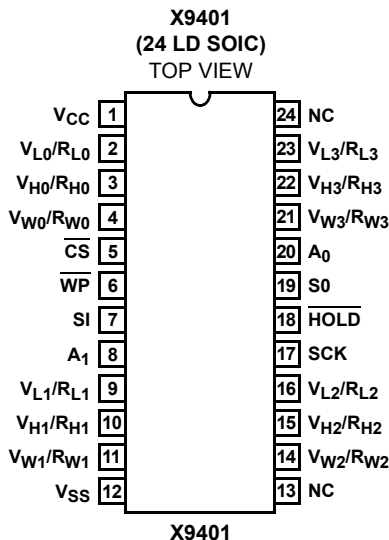 X9401
(24 LD SOIC)
TOP VIEW
VCC 1 24 NC
VL0/RL0 2 23 VL3/RL3
VH0/RH0 3 22 VH3/RH3
VW0/RW0 4 21 VW3/RW3
CS 5 20 A0
WP 6 19 S0
SI 7 18 HOLD
A1 8 17 SCK
VL1/RL1 9 16 VL2/RL2
VH1/RH1 10 15 VH2/RH2
VW1/RW1 11 14 VW2/RW2
VSS 12 13 NC
X9401